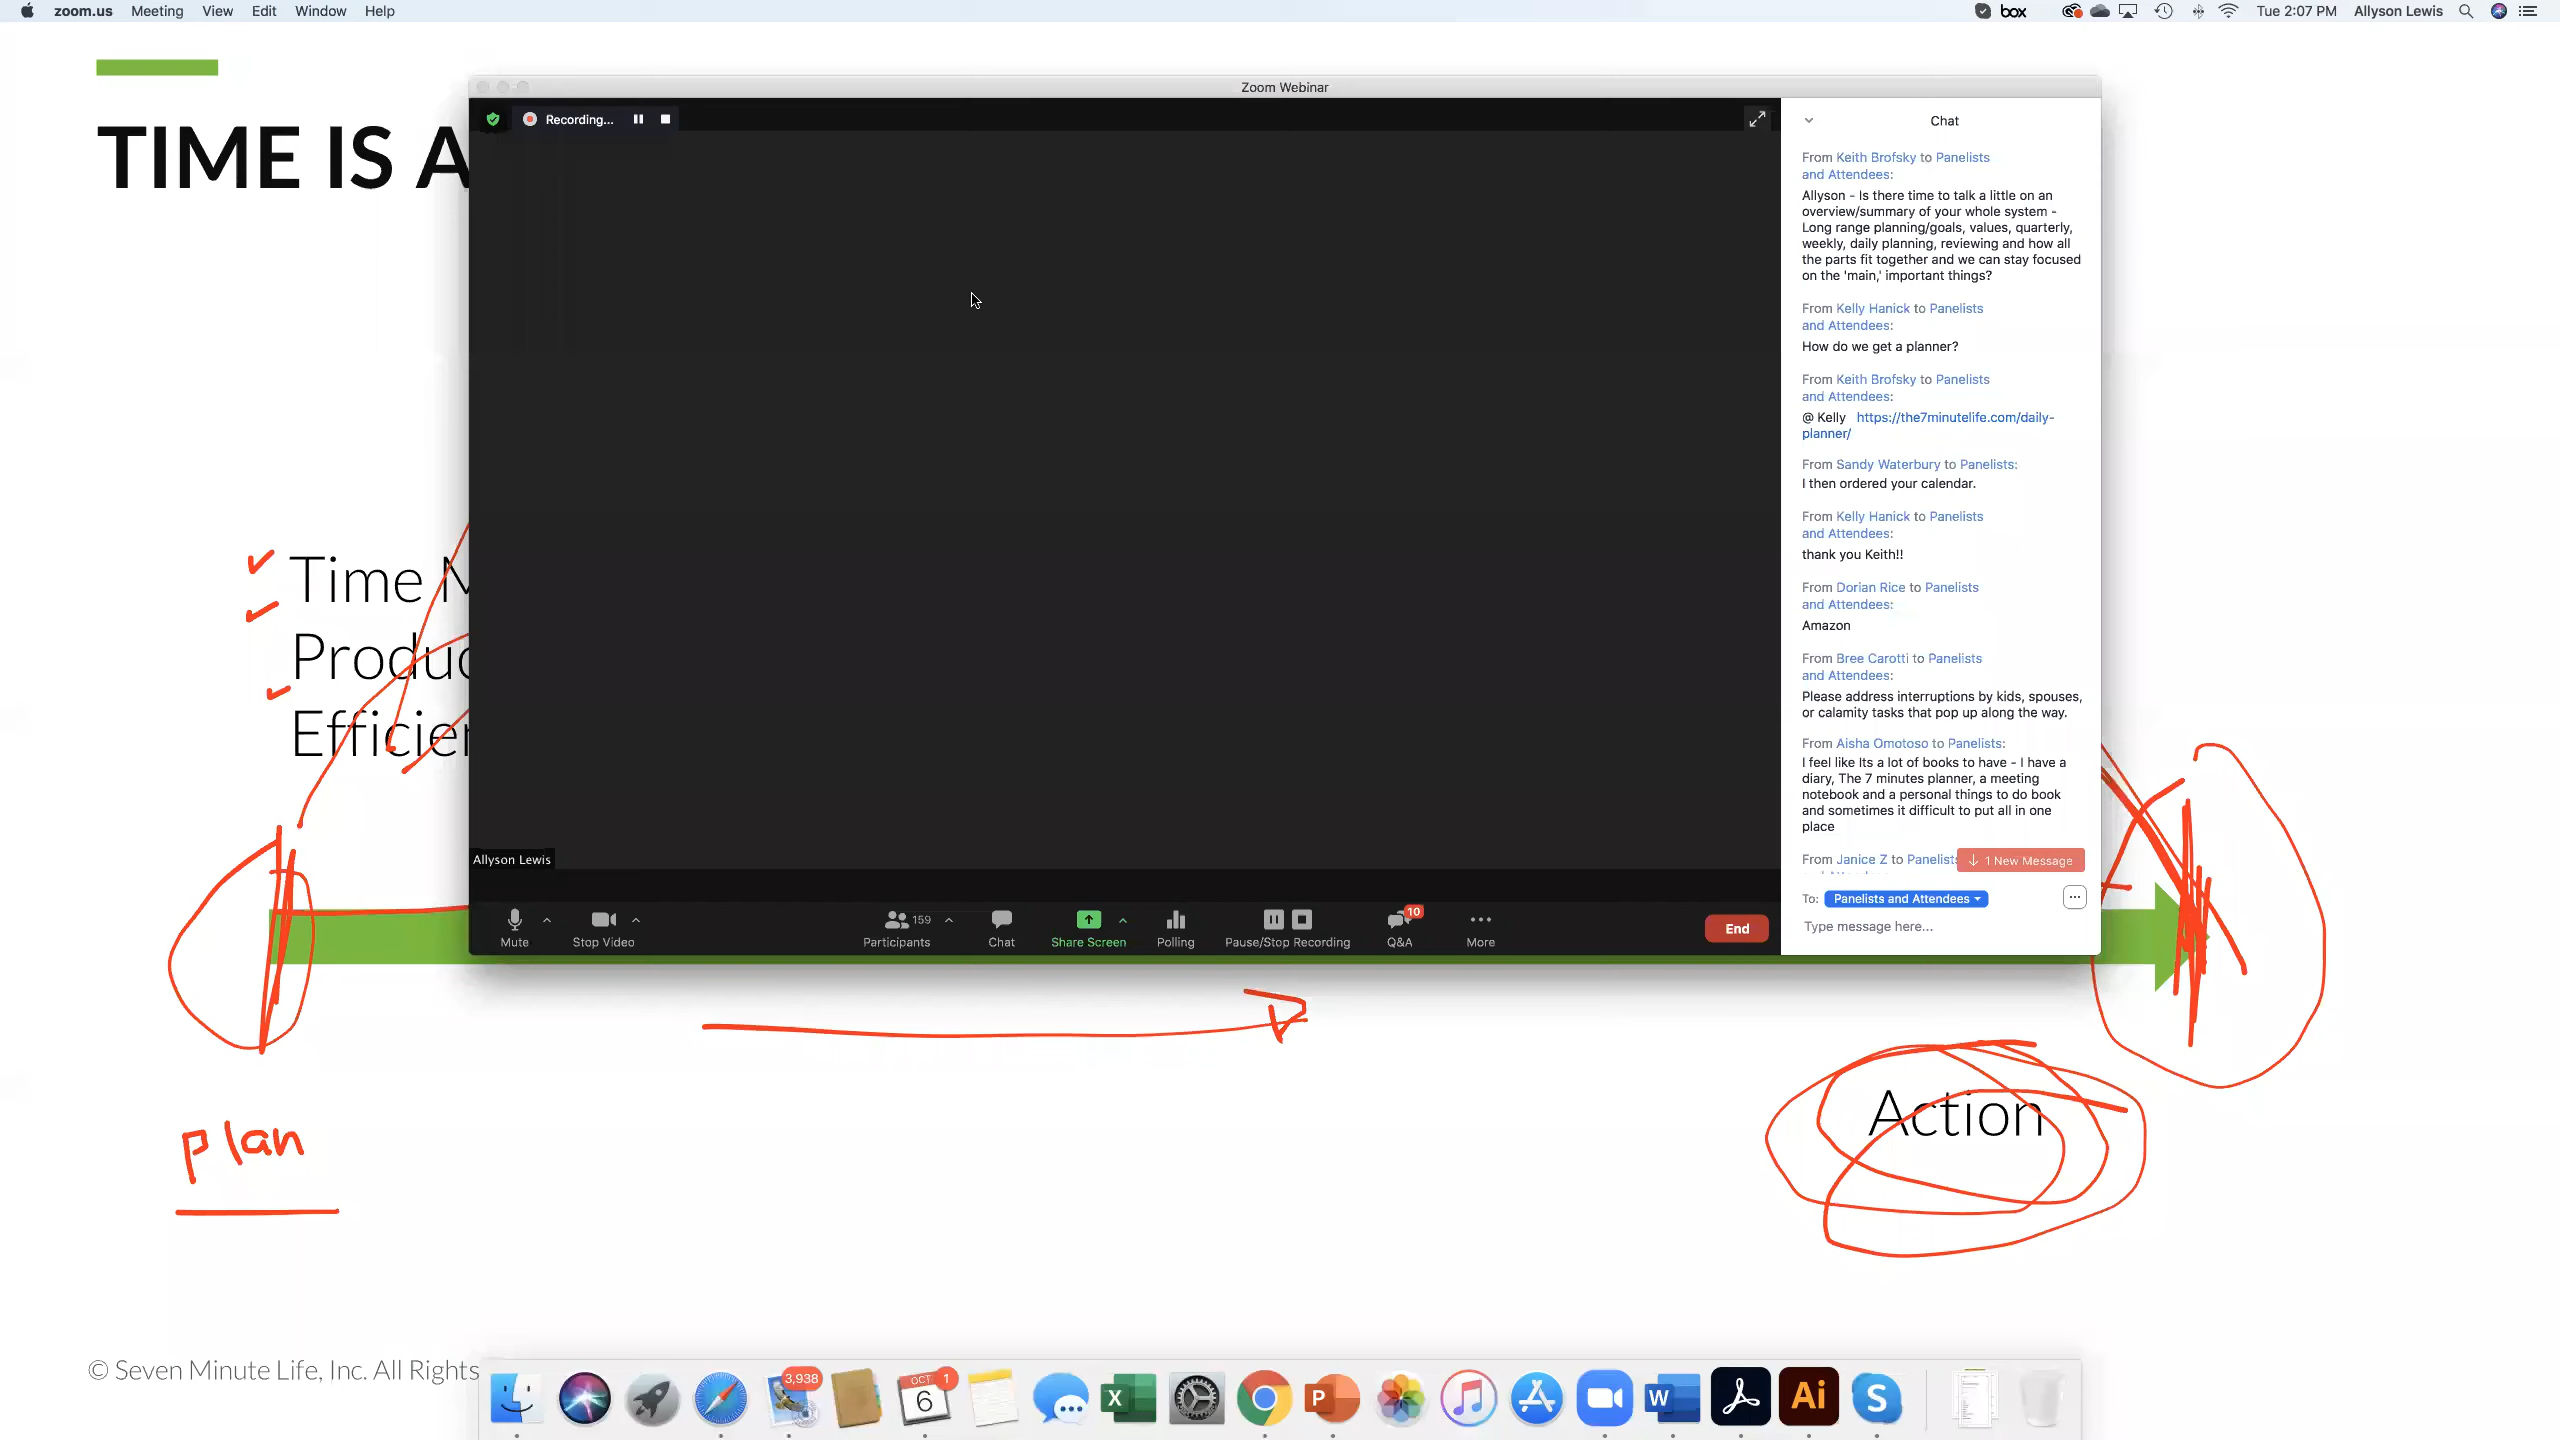 zoom.us Meeting View Edit Window Help
box
Tue 2:07 PM Allyson Lewis
TIME IS A
Zoom Webinar
Recording...
Chat
From Keith Brofsky to Panelists
and Attendees:
Allyson - Is there time to talk a little on an
overview/summary of your whole system -
Long range planning/goals, values, quarterly,
weekly, daily planning, reviewing and how all
the parts fit together and we can stay focused
on the 'main,' important things?
From Kelly Hanick to Panelists
and Attendees:
How do we get a planner?
From Keith Brofsky to Panelists
and Attendees:
@ Kelly https://the7minutelife.com/daily-
planner/
From Sandy Waterbury to Panelists:
I then ordered your calendar.
From Kelly Hanick to Panelists
and Attendees:
thank you Keith!!
From Dorian Rice to Panelists
and Attendees:
Amazon
From Bree Carotti to Panelists
and Attendees:
Please address interruptions by kids, spouses,
or calamity tasks that pop up along the way.
From Aisha Omotoso to Panelists:
I feel like Its a lot of books to have - I have a
diary, The 7 minutes planner, a meeting
notebook and a personal things to do book
and sometimes it difficult to put all in one
place
From Janice Z to Panelists
1 New Message
To: Panelists and Attendees
Type message here...
Time M
Produc
Efficien
Allyson Lewis
Mute
Stop Video
159
Participants
Chat
Share Screen
Polling
Pause/Stop Recording
10
Q&A
More
End
plan
Action
© Seven Minute Life, Inc. All Rights
3,938
OCT
6
1
X
P
W
Ai
S